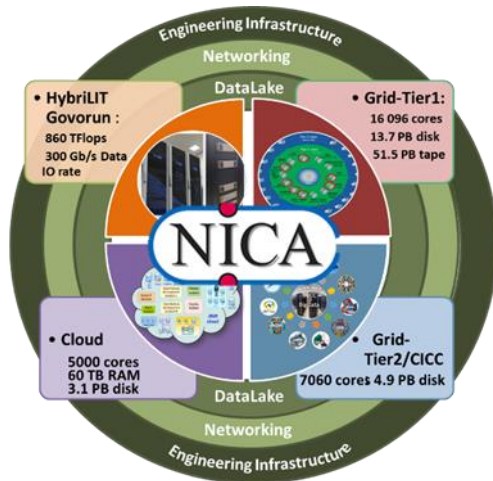 Engineering Infrastructure
Networking
DataLake
• HybriLIT
Govorun :
860 TFlops
300 Gb/s Data
IO rate
• Grid-Tier1:
16 096 cores
13.7 PB disk
51.5 PB tape
NICA
• Cloud
5000 cores
60 TB RAM
3.1 PB disk
• Grid-
Tier2/CICC
7060 cores 4.9 PB disk
DataLake
Networking
Engineering Infrastructure